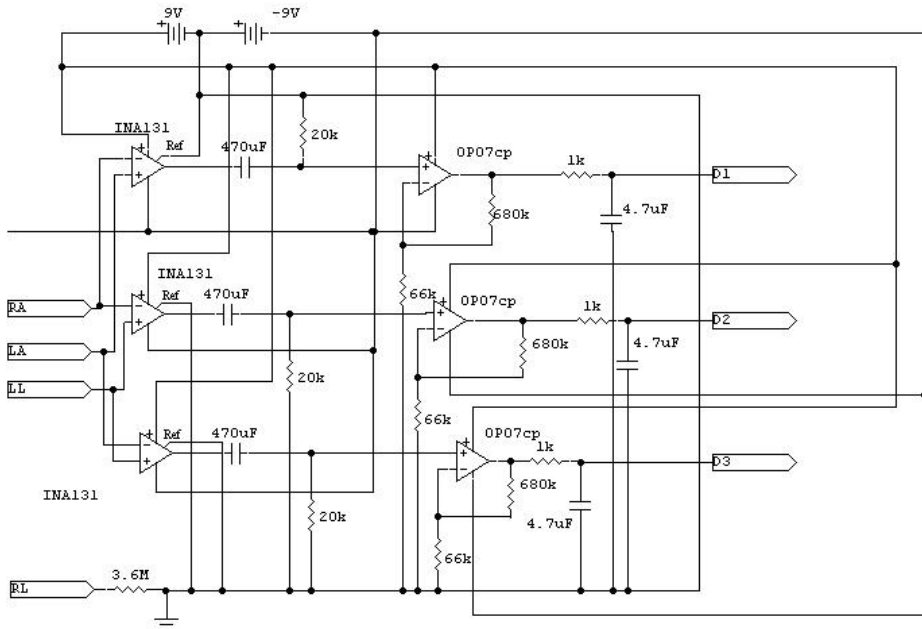 9V
-9V
INA131
Ref
470uF
20k
OP07cp
680k
1k
4.7uF
D1
INA131
Ref
470uF
66k
OP07cp
1k
RA
D2
LA
20k
680k
4.7uF
LL
66k
Ref
470uF
OP07cp
1k
D3
INA131
20k
680k
4.7uF
66k
RL
3.6M